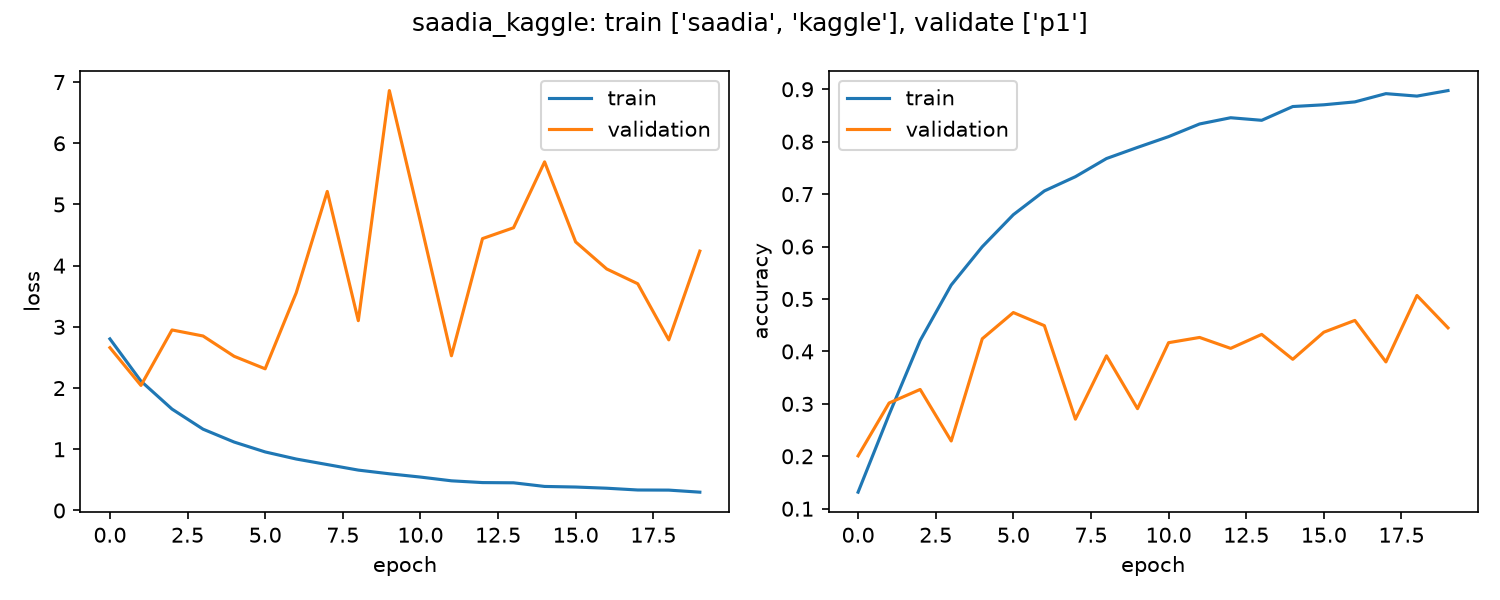 saadia_kaggle: train ['saadia', 'kaggle'], validate ['p1']
7
6
5
4
3
2
1
0
loss
0.0 2.5 5.0 7.5 10.0 12.5 15.0 17.5
epoch
train
validation
0.9
0.8
0.7
0.6
0.5
0.4
0.3
0.2
0.1
accuracy
0.0 2.5 5.0 7.5 10.0 12.5 15.0 17.5
epoch
train
validation